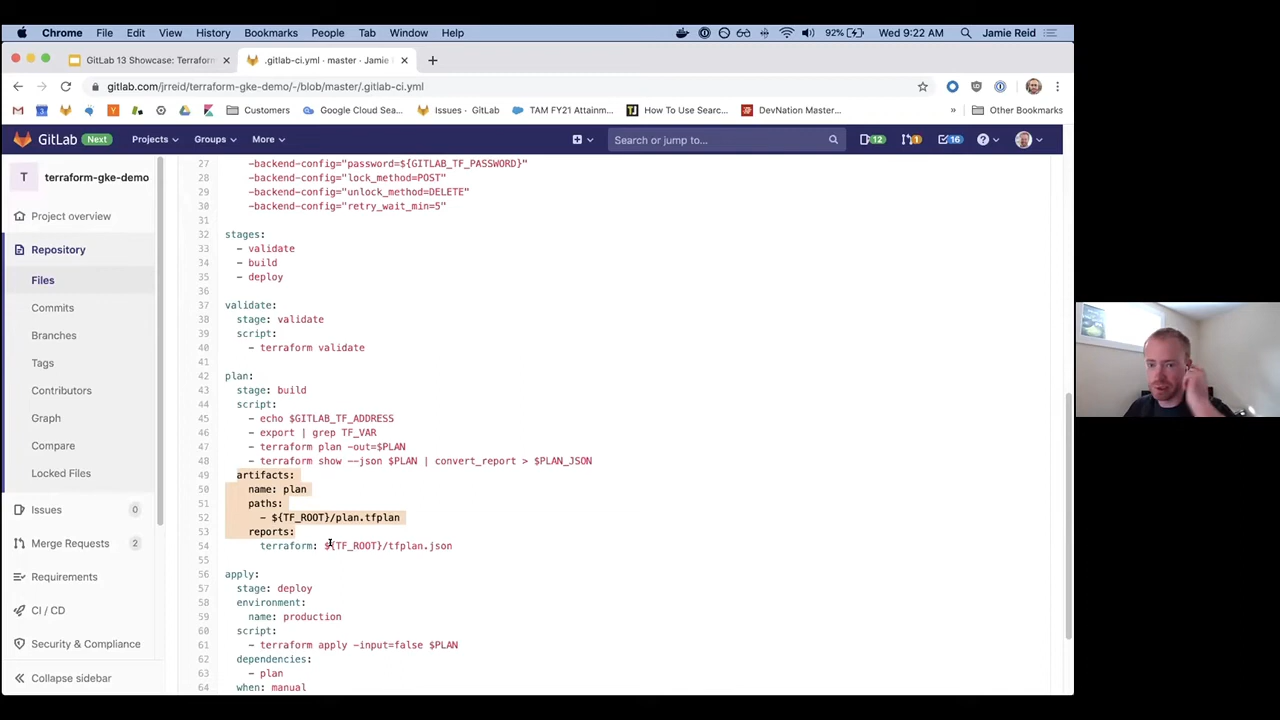 Chrome File Edit View History Bookmarks People Tab Window Help 92% Wed 9:22 AM Jamie Reid
GitLab 13 Showcase: Terraform × .gitlab-ci.yml · master · Jamie × +
gitlab.com/jrreid/terraform-gke-demo/-/blob/master/.gitlab-ci.yml
Customers Google Cloud Sea... Issues · GitLab TAM FY21 Attainm... How To Use Searc... DevNation Master... » Other Bookmarks
GitLab Next Projects Groups More Search or jump to... 12 1 16
T terraform-gke-demo
Project overview
Repository
Files
Commits
Branches
Tags
Contributors
Graph
Compare
Locked Files
Issues 0
Merge Requests 2
Requirements
CI / CD
Security & Compliance
Collapse sidebar
27 -backend-config="password=${GITLAB_TF_PASSWORD}"
28 -backend-config="lock_method=POST"
29 -backend-config="unlock_method=DELETE"
30 -backend-config="retry_wait_min=5"
31
32 stages:
33 - validate
34 - build
35 - deploy
36
37 validate:
38 stage: validate
39 script:
40 - terraform validate
41
42 plan:
43 stage: build
44 script:
45 - echo $GITLAB_TF_ADDRESS
46 - export | grep TF_VAR
47 - terraform plan -out=$PLAN
48 - terraform show --json $PLAN | convert_report > $PLAN_JSON
49 artifacts:
50 name: plan
51 paths:
52 - ${TF_ROOT}/plan.tfplan
53 reports:
54 terraform: ${TF_ROOT}/tfplan.json
55
56 apply:
57 stage: deploy
58 environment:
59 name: production
60 script:
61 - terraform apply -input=false $PLAN
62 dependencies:
63 - plan
64 when: manual